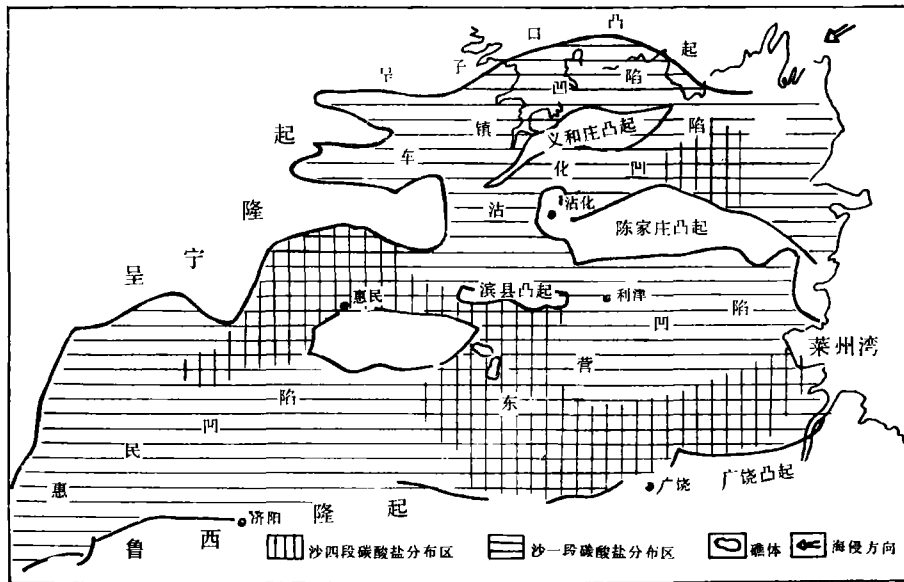 呈子口凸起
凹陷
起
镇
义和庄凸起
陷
车
化凹
隆
沾
沾化
陈家庄凸起
宁
呈
惠民
滨县凸起
利津
陷
凹
莱州湾
营
陷
东
凹
民
惠
广饶
广饶凸起
济阳
隆起
鲁西
沙四段碳酸盐分布区
沙一段碳酸盐分布区
礁体
海侵方向